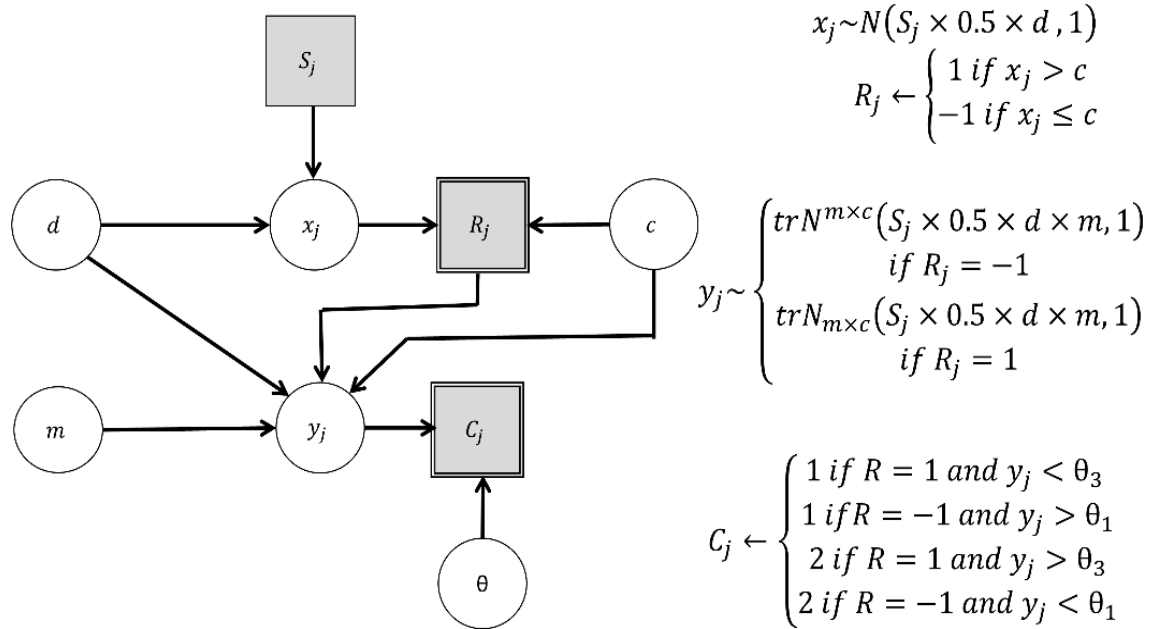 S_j
d
x_j
R_j
c
m
y_j
C_j
θ
x_j~N(S_j × 0.5 × d , 1)
R_j ← { 1 if x_j > c
−1 if x_j ≤ c
y_j~ { trN^{m×c}(S_j × 0.5 × d × m, 1)
if R_j = −1
trN_{m×c}(S_j × 0.5 × d × m, 1)
if R_j = 1
C_j ← { 1 if R = 1 and y_j < θ_3
1 if R = −1 and y_j > θ_1
2 if R = 1 and y_j > θ_3
2 if R = −1 and y_j < θ_1